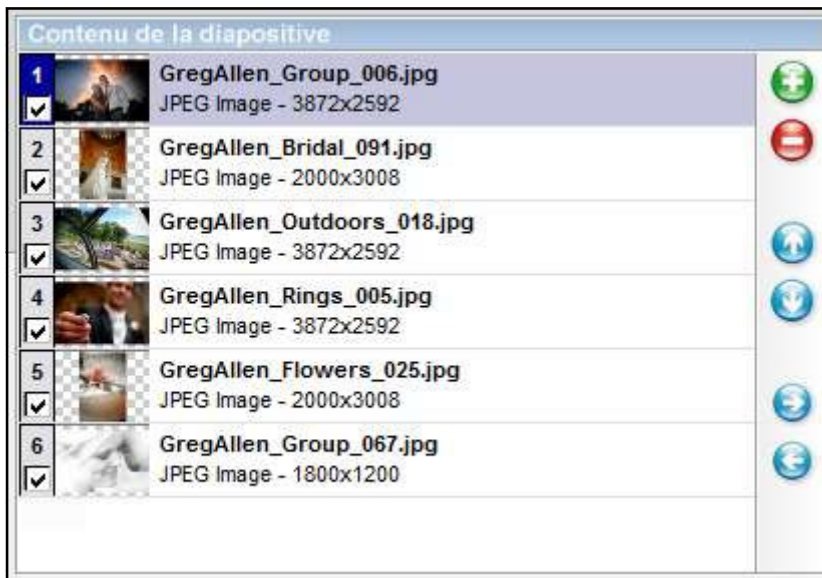 Contenu de la diapositive
1
GregAllen_Group_006.jpg
JPEG Image - 3872x2592
2
GregAllen_Bridal_091.jpg
JPEG Image - 2000x3008
3
GregAllen_Outdoors_018.jpg
JPEG Image - 3872x2592
4
GregAllen_Rings_005.jpg
JPEG Image - 3872x2592
5
GregAllen_Flowers_025.jpg
JPEG Image - 2000x3008
6
GregAllen_Group_067.jpg
JPEG Image - 1800x1200